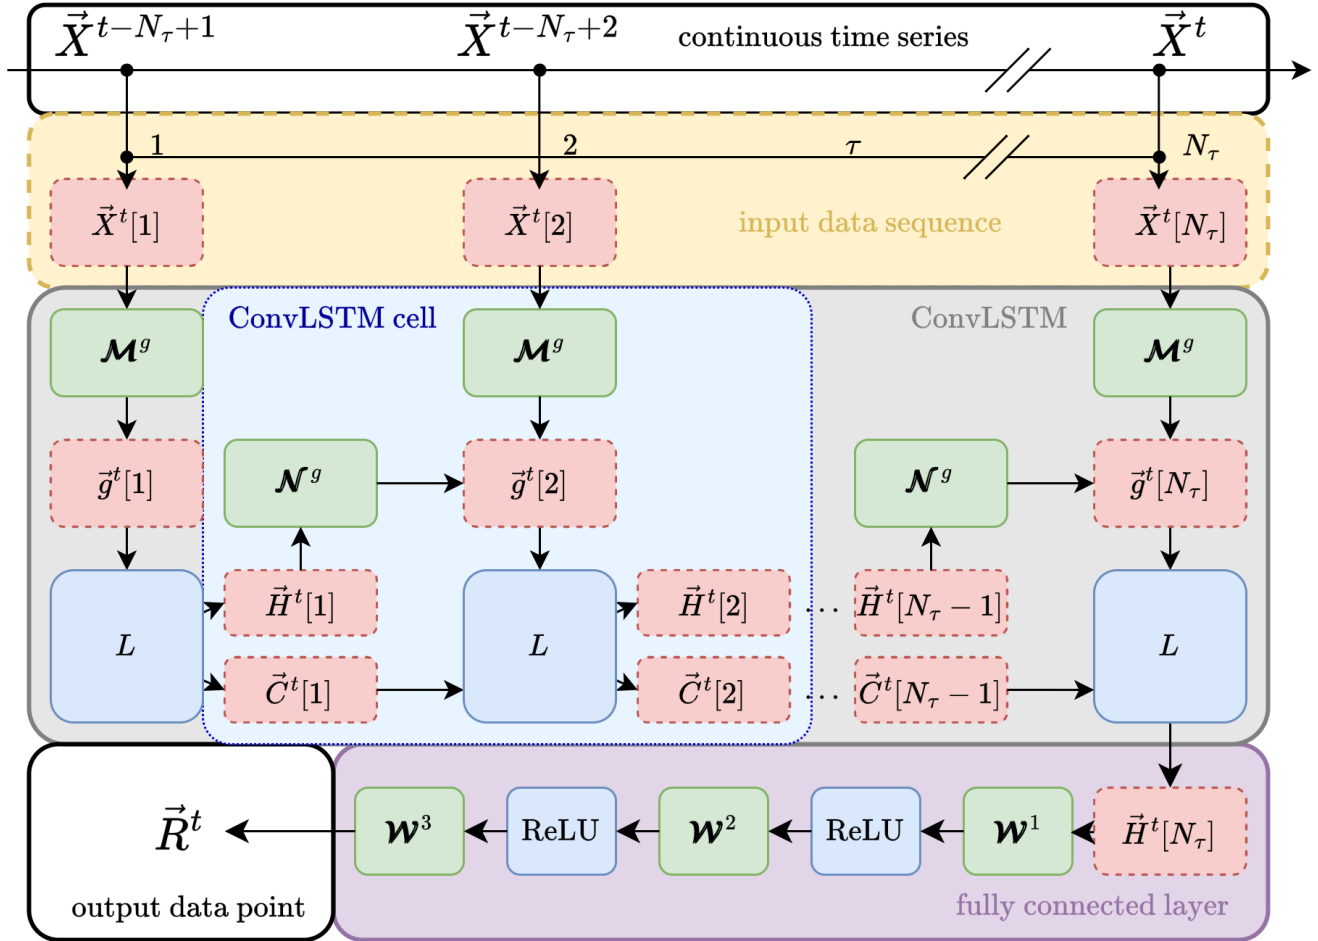 X⃗^{t−N_τ+1} X⃗^{t−N_τ+2} continuous time series X⃗^t
1 2 τ N_τ
X⃗^t[1] X⃗^t[2] input data sequence X⃗^t[N_τ]
ConvLSTM cell ConvLSTM
𝓜^g 𝓜^g 𝓜^g
g⃗^t[1] 𝓝^g g⃗^t[2] 𝓝^g g⃗^t[N_τ]
H⃗^t[1] H⃗^t[2] ... H⃗^t[N_τ − 1]
L L L
C⃗^t[1] C⃗^t[2] ... C⃗^t[N_τ − 1]
R⃗^t 𝓦^3 ReLU 𝓦^2 ReLU 𝓦^1 H⃗^t[N_τ]
output data point fully connected layer